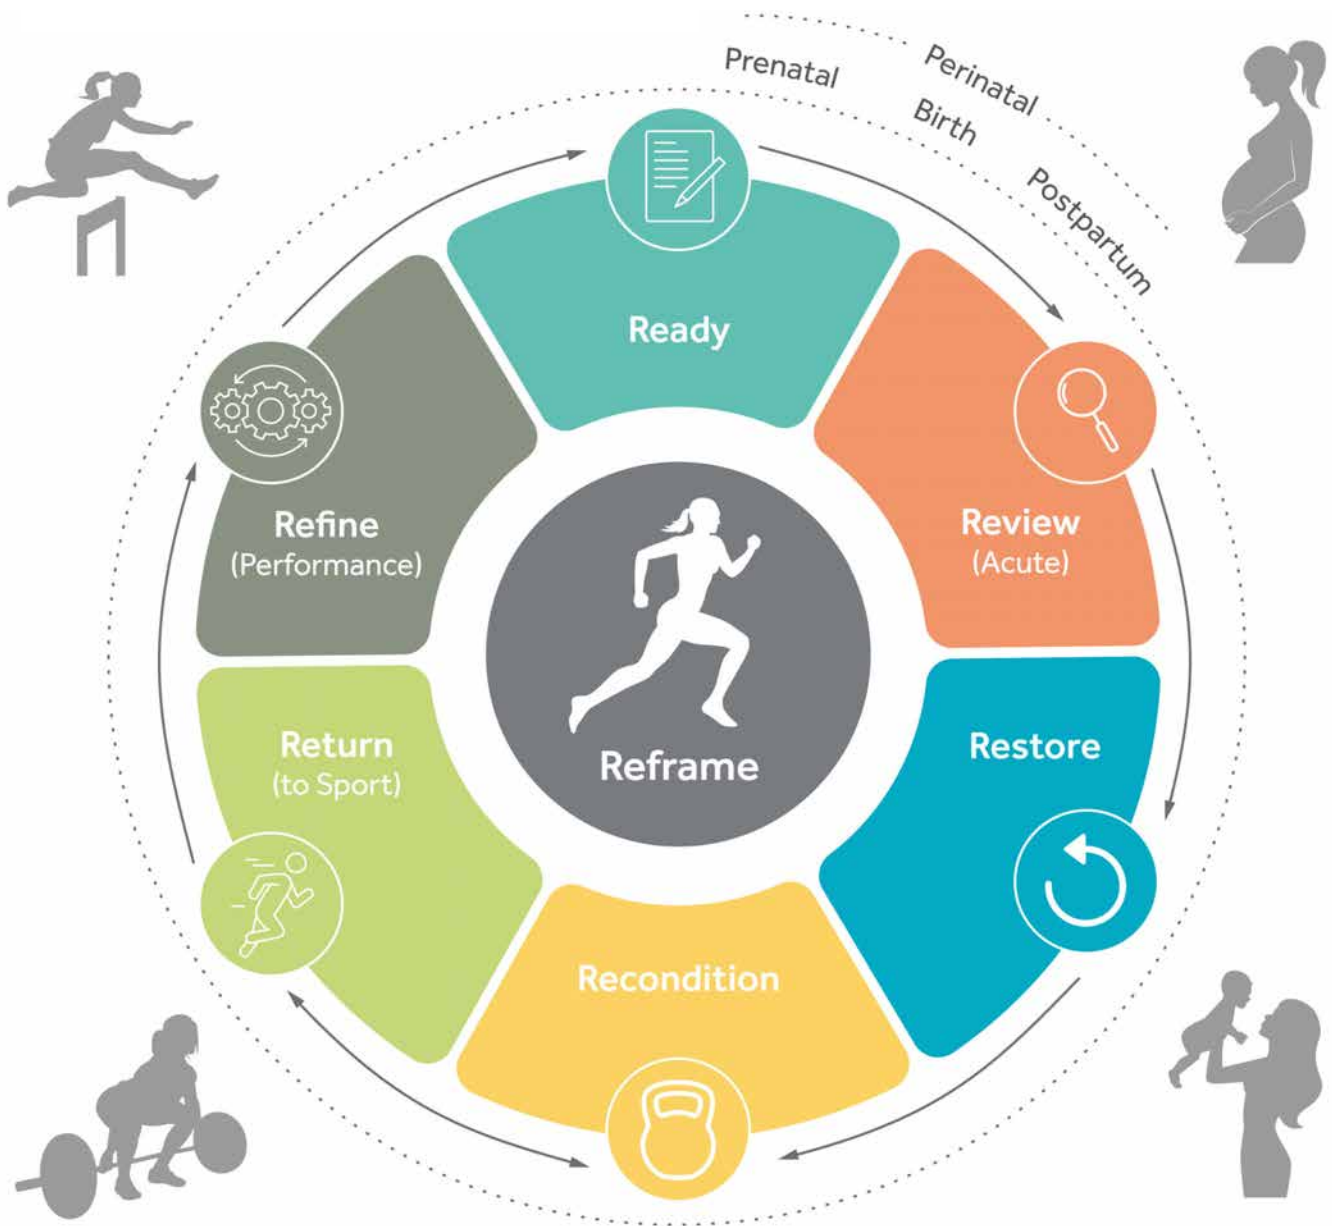 Prenatal
Perinatal
Birth
Postpartum
Ready
Review
(Acute)
Restore
Recondition
Return
(to Sport)
Refine
(Performance)
Reframe